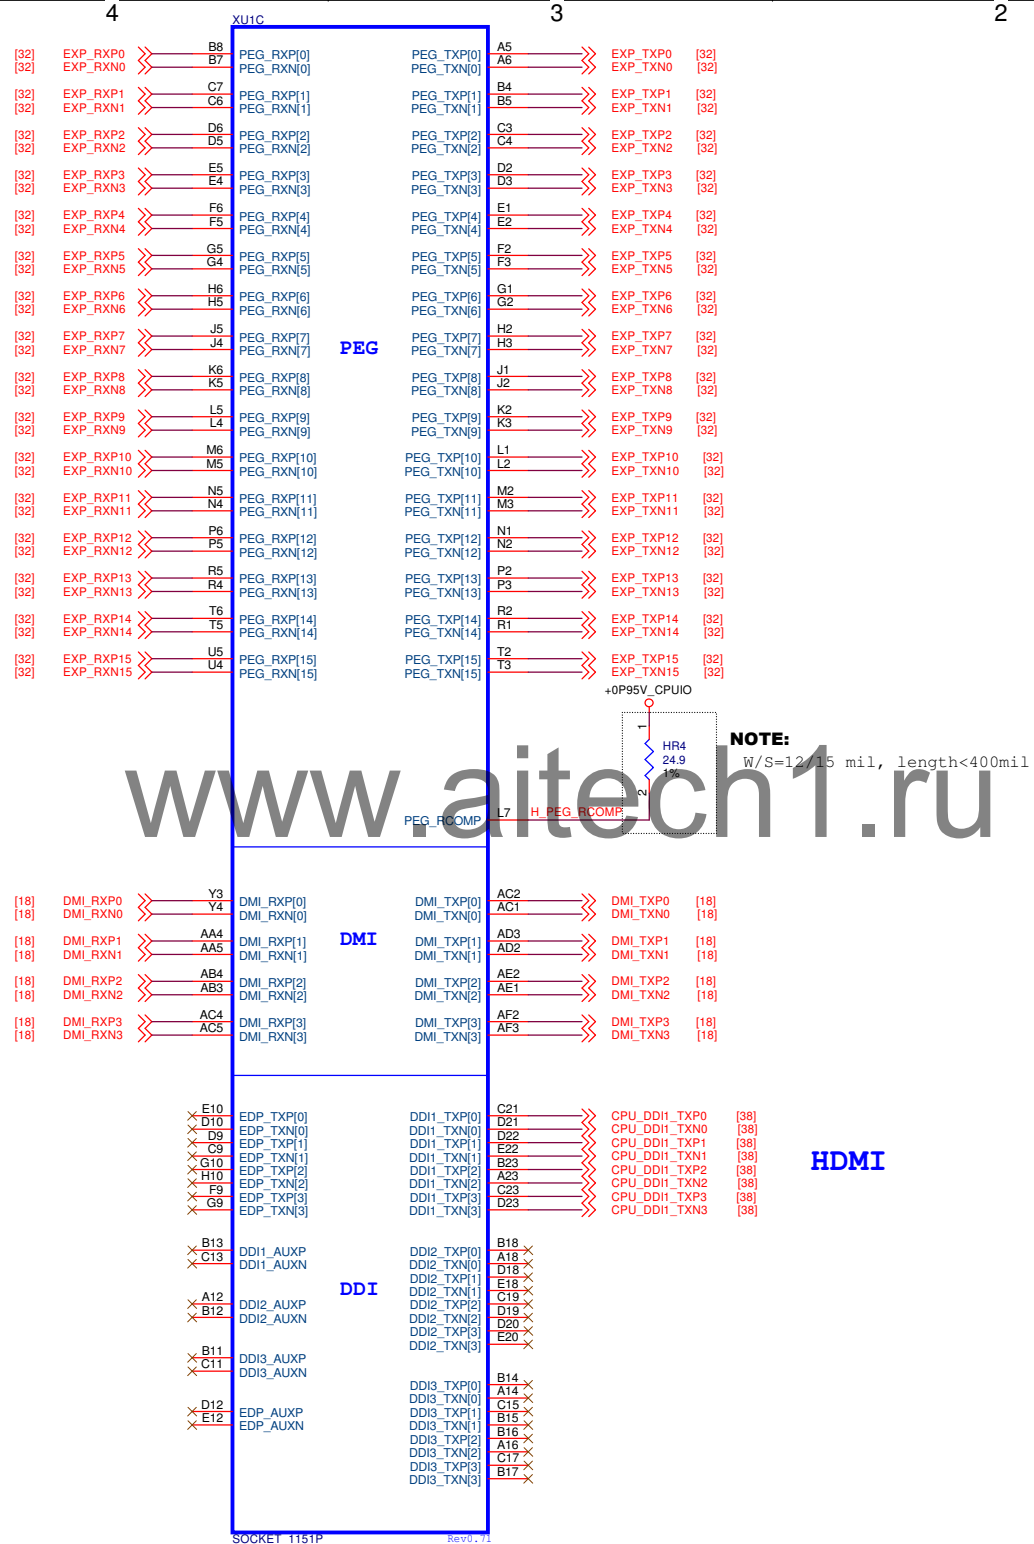 4 3 2
XU1C
[32] EXP_RXP0 B8 PEG_RXP[0] PEG_TXP[0] A5 EXP_TXP0 [32]
[32] EXP_RXN0 B7 PEG_RXN[0] PEG_TXN[0] A6 EXP_TXN0 [32]
[32] EXP_RXP1 C7 PEG_RXP[1] PEG_TXP[1] B4 EXP_TXP1 [32]
[32] EXP_RXN1 C6 PEG_RXN[1] PEG_TXN[1] B5 EXP_TXN1 [32]
[32] EXP_RXP2 D6 PEG_RXP[2] PEG_TXP[2] C3 EXP_TXP2 [32]
[32] EXP_RXN2 D5 PEG_RXN[2] PEG_TXN[2] C4 EXP_TXN2 [32]
[32] EXP_RXP3 E5 PEG_RXP[3] PEG_TXP[3] D2 EXP_TXP3 [32]
[32] EXP_RXN3 E4 PEG_RXN[3] PEG_TXN[3] D3 EXP_TXN3 [32]
[32] EXP_RXP4 F6 PEG_RXP[4] PEG_TXP[4] E1 EXP_TXP4 [32]
[32] EXP_RXN4 F5 PEG_RXN[4] PEG_TXN[4] E2 EXP_TXN4 [32]
[32] EXP_RXP5 G5 PEG_RXP[5] PEG_TXP[5] F2 EXP_TXP5 [32]
[32] EXP_RXN5 G4 PEG_RXN[5] PEG_TXN[5] F3 EXP_TXN5 [32]
[32] EXP_RXP6 H6 PEG_RXP[6] PEG_TXP[6] G1 EXP_TXP6 [32]
[32] EXP_RXN6 H5 PEG_RXN[6] PEG_TXN[6] G2 EXP_TXN6 [32]
[32] EXP_RXP7 J5 PEG_RXP[7] PEG_TXP[7] H2 EXP_TXP7 [32]
PEG
[32] EXP_RXN7 J4 PEG_RXN[7] PEG_TXN[7] H3 EXP_TXN7 [32]
[32] EXP_RXP8 K6 PEG_RXP[8] PEG_TXP[8] J1 EXP_TXP8 [32]
[32] EXP_RXN8 K5 PEG_RXN[8] PEG_TXN[8] J2 EXP_TXN8 [32]
[32] EXP_RXP9 L5 PEG_RXP[9] PEG_TXP[9] K2 EXP_TXP9 [32]
[32] EXP_RXN9 L4 PEG_RXN[9] PEG_TXN[9] K3 EXP_TXN9 [32]
[32] EXP_RXP10 M6 PEG_RXP[10] PEG_TXP[10] L1 EXP_TXP10 [32]
[32] EXP_RXN10 M5 PEG_RXN[10] PEG_TXN[10] L2 EXP_TXN10 [32]
[32] EXP_RXP11 N5 PEG_RXP[11] PEG_TXP[11] M2 EXP_TXP11 [32]
[32] EXP_RXN11 N4 PEG_RXN[11] PEG_TXN[11] M3 EXP_TXN11 [32]
[32] EXP_RXP12 P6 PEG_RXP[12] PEG_TXP[12] N1 EXP_TXP12 [32]
[32] EXP_RXN12 P5 PEG_RXN[12] PEG_TXN[12] N2 EXP_TXN12 [32]
[32] EXP_RXP13 R5 PEG_RXP[13] PEG_TXP[13] P2 EXP_TXP13 [32]
[32] EXP_RXN13 R4 PEG_RXN[13] PEG_TXN[13] P3 EXP_TXN13 [32]
[32] EXP_RXP14 T6 PEG_RXP[14] PEG_TXP[14] R2 EXP_TXP14 [32]
[32] EXP_RXN14 T5 PEG_RXN[14] PEG_TXN[14] R1 EXP_TXN14 [32]
[32] EXP_RXP15 U5 PEG_RXP[15] PEG_TXP[15] T2 EXP_TXP15 [32]
[32] EXP_RXN15 U4 PEG_RXN[15] PEG_TXN[15] T3 EXP_TXN15 [32]
+0P95V_CPUIO
1
HR4
24.9
1%
2
NOTE:
W/S=12/15 mil, length<400mil
www.aitech1.ru
PEG_RCOMP L7 H_PEG_RCOMP
[18] DMI_RXP0 Y3 DMI_RXP[0] DMI_TXP[0] AC2 DMI_TXP0 [18]
[18] DMI_RXN0 Y4 DMI_RXN[0] DMI_TXN[0] AC1 DMI_TXN0 [18]
[18] DMI_RXP1 AA4 DMI_RXP[1] DMI_TXP[1] AD3 DMI_TXP1 [18]
DMI
[18] DMI_RXN1 AA5 DMI_RXN[1] DMI_TXN[1] AD2 DMI_TXN1 [18]
[18] DMI_RXP2 AB4 DMI_RXP[2] DMI_TXP[2] AE2 DMI_TXP2 [18]
[18] DMI_RXN2 AB3 DMI_RXN[2] DMI_TXN[2] AE1 DMI_TXN2 [18]
[18] DMI_RXP3 AC4 DMI_RXP[3] DMI_TXP[3] AF2 DMI_TXP3 [18]
[18] DMI_RXN3 AC5 DMI_RXN[3] DMI_TXN[3] AF3 DMI_TXN3 [18]
E10 EDP_TXP[0] DDI1_TXP[0] C21 CPU_DDI1_TXP0 [38]
D10 EDP_TXN[0] DDI1_TXN[0] D21 CPU_DDI1_TXN0 [38]
D9 EDP_TXP[1] DDI1_TXP[1] D22 CPU_DDI1_TXP1 [38]
C9 EDP_TXN[1] DDI1_TXN[1] E22 CPU_DDI1_TXN1 [38]
HDMI
G10 EDP_TXP[2] DDI1_TXP[2] B23 CPU_DDI1_TXP2 [38]
H10 EDP_TXN[2] DDI1_TXN[2] A23 CPU_DDI1_TXN2 [38]
F9 EDP_TXP[3] DDI1_TXP[3] C23 CPU_DDI1_TXP3 [38]
G9 EDP_TXN[3] DDI1_TXN[3] D23 CPU_DDI1_TXN3 [38]
B13 DDI1_AUXP DDI2_TXP[0] B18
C13 DDI1_AUXN DDI2_TXN[0] A18
DDI2_TXP[1] D18
DDI
DDI2_TXN[1] E18
A12 DDI2_AUXP DDI2_TXP[2] C19
B12 DDI2_AUXN DDI2_TXN[2] D19
DDI2_TXP[3] D20
DDI2_TXN[3] E20
B11 DDI3_AUXP
C11 DDI3_AUXN
DDI3_TXP[0] B14
DDI3_TXN[0] A14
D12 EDP_AUXP DDI3_TXP[1] C15
E12 EDP_AUXN DDI3_TXN[1] B15
DDI3_TXP[2] B16
DDI3_TXN[2] A16
DDI3_TXP[3] C17
DDI3_TXN[3] B17
SOCKET_1151P Rev0.71